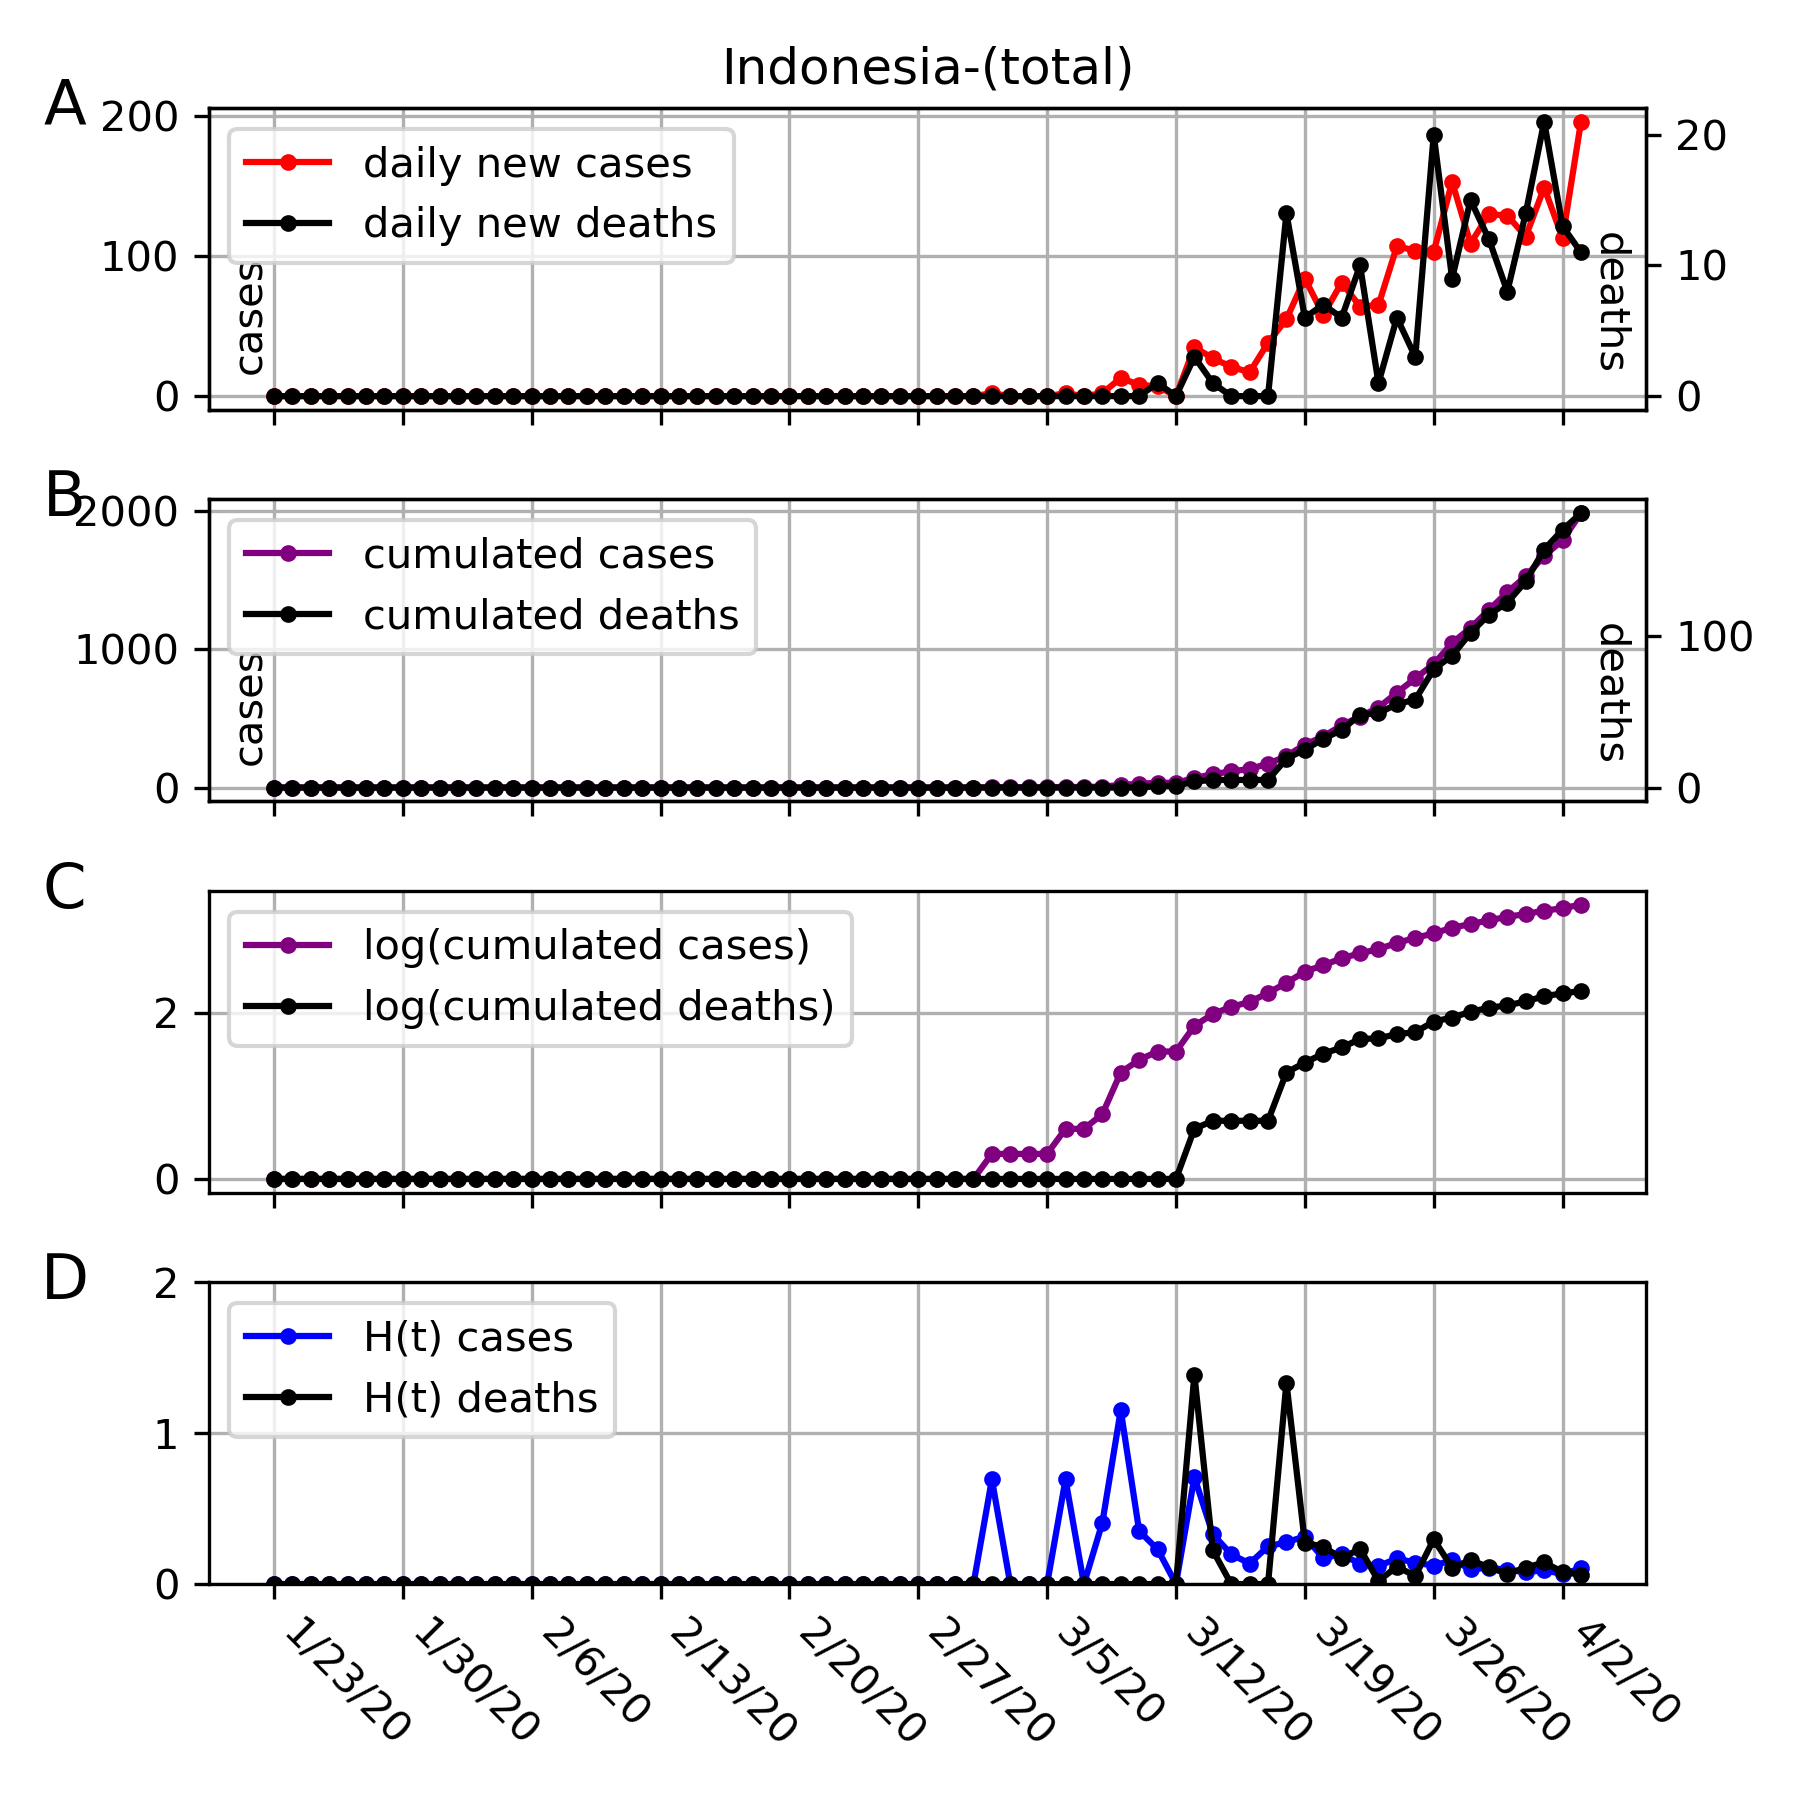 Indonesia-(total)
A
200
100
0
cases
daily new cases
daily new deaths
20
10
0
deaths
B
2000
1000
0
cases
cumulated cases
cumulated deaths
100
0
deaths
C
2
0
log(cumulated cases)
log(cumulated deaths)
D
2
1
0
H(t) cases
H(t) deaths
1/23/20
1/30/20
2/6/20
2/13/20
2/20/20
2/27/20
3/5/20
3/12/20
3/19/20
3/26/20
4/2/20